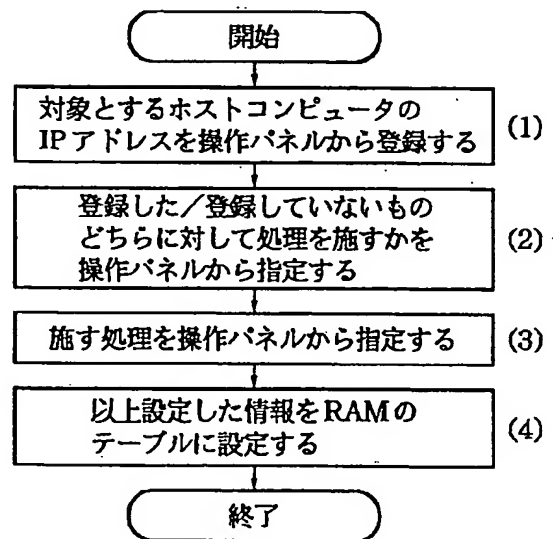 開始
対象とするホストコンピュータの
IPアドレスを操作パネルから登録する
(1)
登録した／登録していないもの
どちらに対して処理を施すかを
操作パネルから指定する
(2)
施す処理を操作パネルから指定する
(3)
以上設定した情報をRAMの
テーブルに設定する
(4)
終了